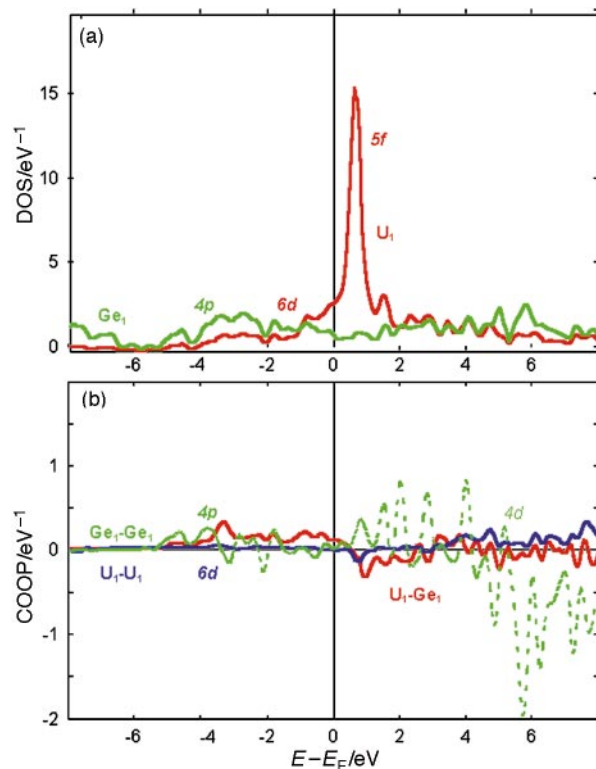 (a)
DOS/eV⁻¹
15
10
5
0
5f
U₁
6d
4p
Ge₁
-6 -4 -2 0 2 4 6
(b)
COOP/eV⁻¹
1
0
-1
-2
4p
Ge₁-Ge₁
U₁-U₁ 6d
4d
U₁-Ge₁
-6 -4 -2 0 2 4 6
E−E_F/eV